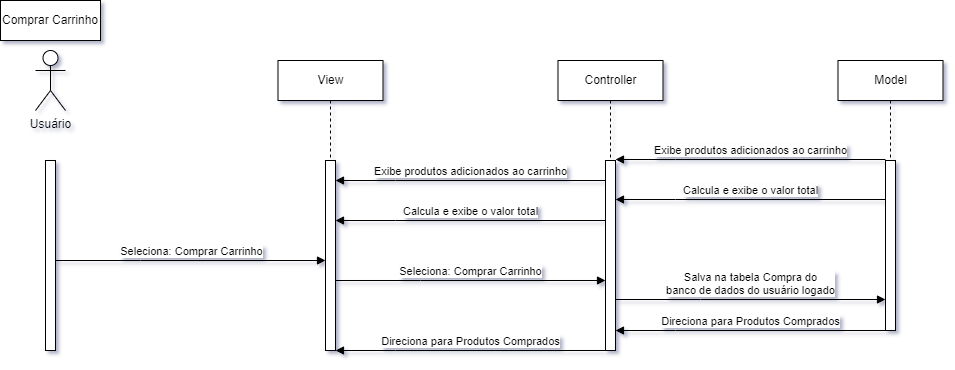 Comprar Carrinho
View
Controller
Model
Usuário
Exibe produtos adicionados ao carrinho
Exibe produtos adicionados ao carrinho
Calcula e exibe o valor total
Calcula e exibe o valor total
Seleciona: Comprar Carrinho
Seleciona: Comprar Carrinho
Salva na tabela Compra do
banco de dados do usuário logado
Direciona para Produtos Comprados
Direciona para Produtos Comprados